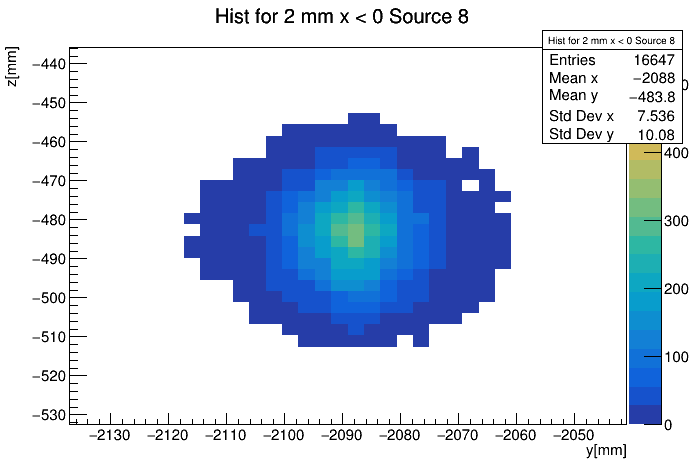 Hist for 2 mm x < 0 Source 8
Hist for 2 mm x < 0 Source 8
Entries 16647
Mean x −2088
Mean y −483.8
Std Dev x 7.536
Std Dev y 10.08
z[mm]
−440
−450
−460
−470
−480
−490
−500
−510
−520
−530
−2130 −2120 −2110 −2100 −2090 −2080 −2070 −2060 −2050
y[mm]
0
400
300
200
100
0